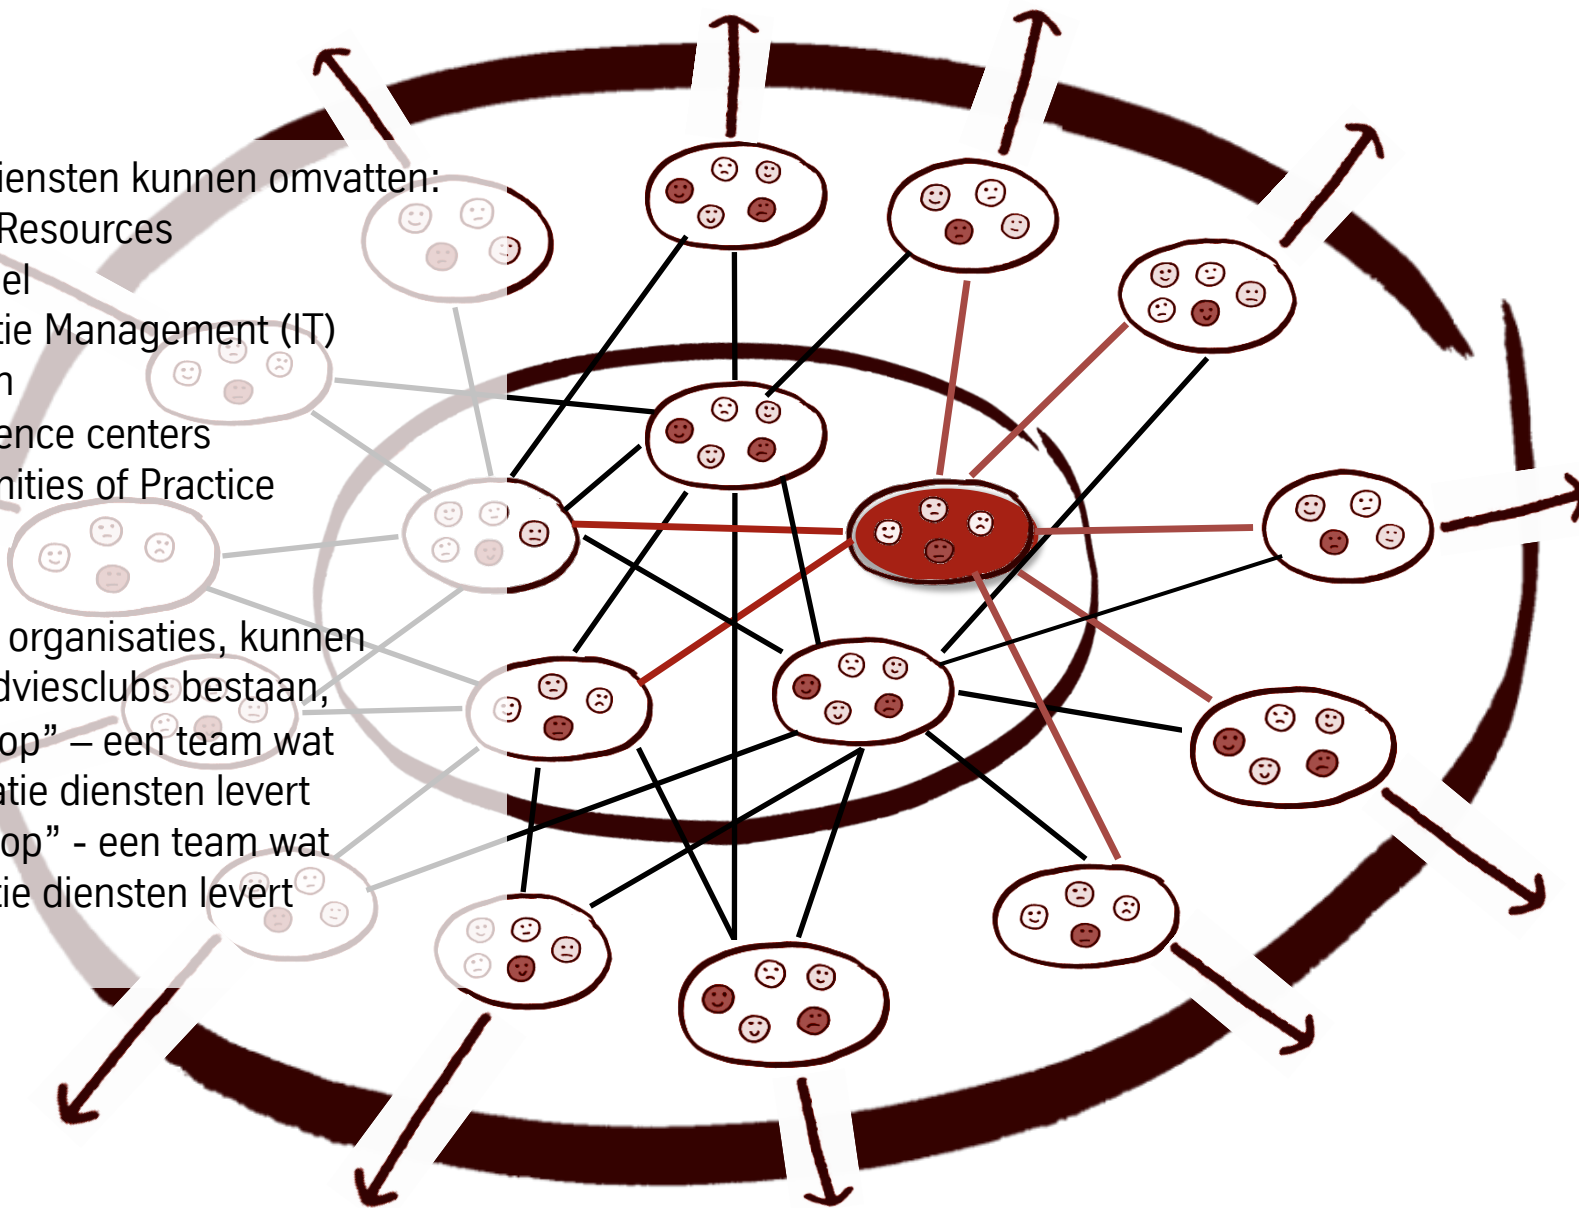 iensten kunnen omvatten:
Resources
el
tie Management (IT)
n
ence centers
nities of Practice
organisaties, kunnen
dviesclubs bestaan,
op” – een team wat
atie diensten levert
op” - een team wat
tie diensten levert